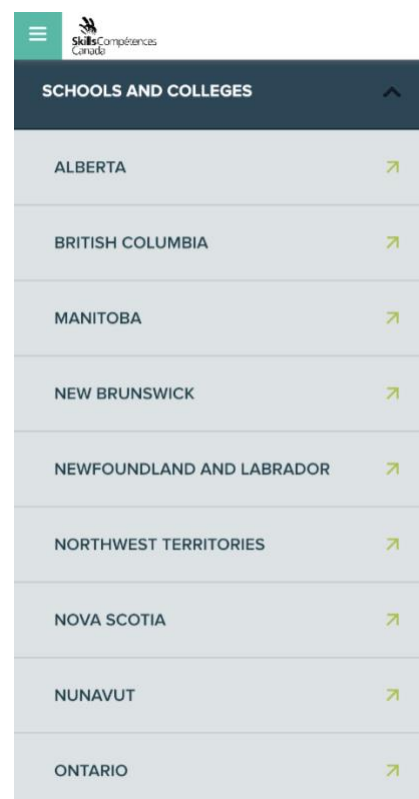 SkillsCompétences
Canada
SCHOOLS AND COLLEGES
ALBERTA
BRITISH COLUMBIA
MANITOBA
NEW BRUNSWICK
NEWFOUNDLAND AND LABRADOR
NORTHWEST TERRITORIES
NOVA SCOTIA
NUNAVUT
ONTARIO